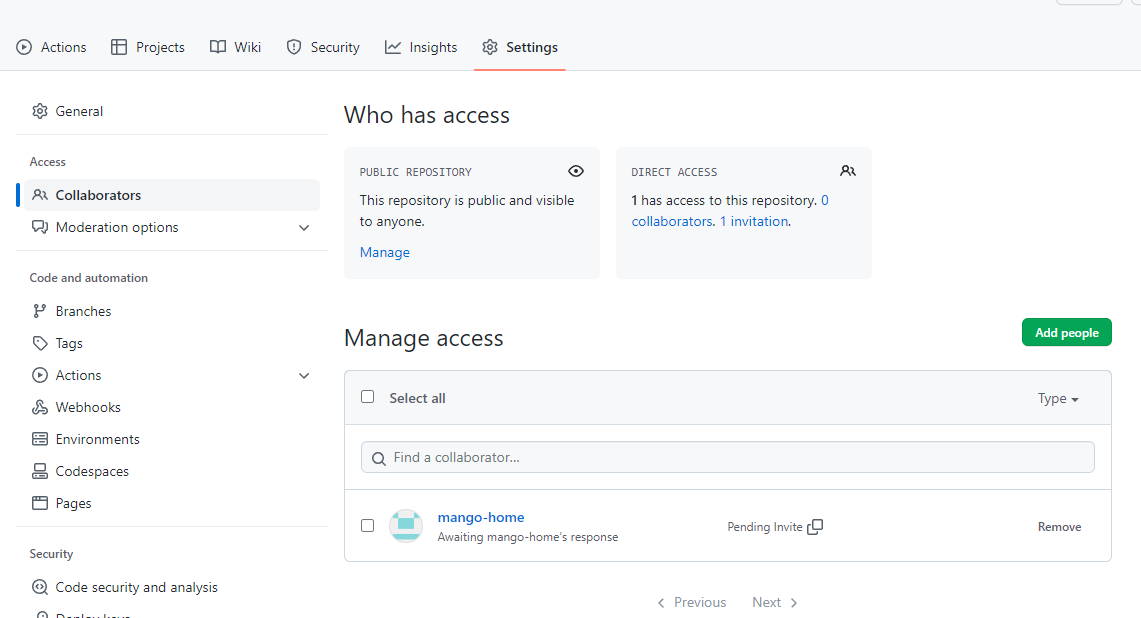 Actions Projects Wiki Security Insights Settings
General
Access
Collaborators
Moderation options
Code and automation
Branches
Tags
Actions
Webhooks
Environments
Codespaces
Pages
Security
Code security and analysis
Deploy keys
Who has access
PUBLIC REPOSITORY
This repository is public and visible
to anyone.
Manage
DIRECT ACCESS
1 has access to this repository. 0
collaborators. 1 invitation.
Manage access
Add people
Select all
Type
Find a collaborator...
mango-home
Awaiting mango-home's response
Pending Invite
Remove
Previous Next